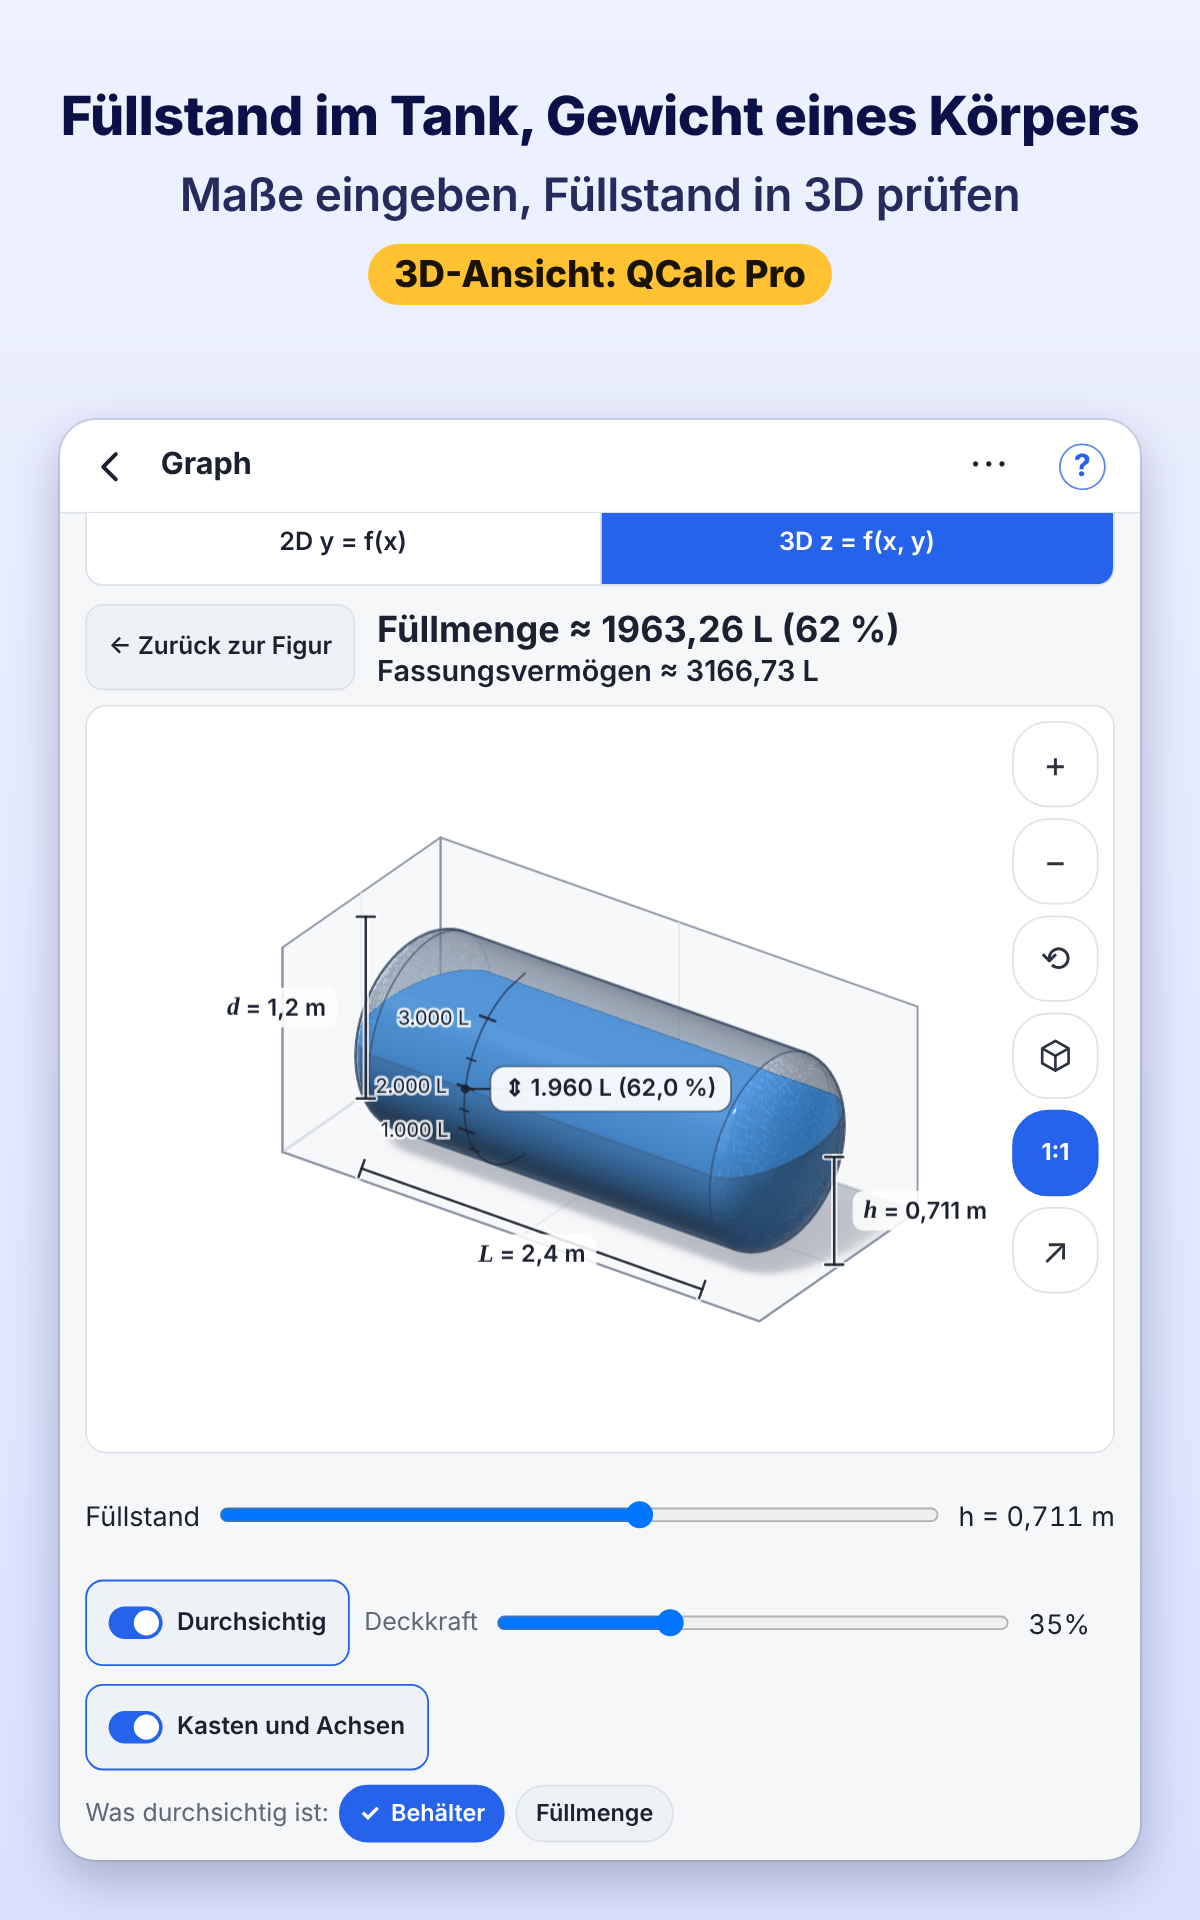 Füllstand im Tank, Gewicht eines Körpers
Maße eingeben, Füllstand in 3D prüfen
3D-Ansicht: QCalc Pro
Graph
?
2D y = f(x)
3D z = f(x, y)
← Zurück zur Figur
Füllmenge ≈ 1963,26 L (62 %)
Fassungsvermögen ≈ 3166,73 L
+
−
d = 1,2 m
3.000 L
2.000 L
⇕ 1.960 L (62,0 %)
1.000 L
1:1
h = 0,711 m
L = 2,4 m
Füllstand
h = 0,711 m
Durchsichtig
Deckkraft
35%
Kasten und Achsen
Was durchsichtig ist:
✓ Behälter
Füllmenge